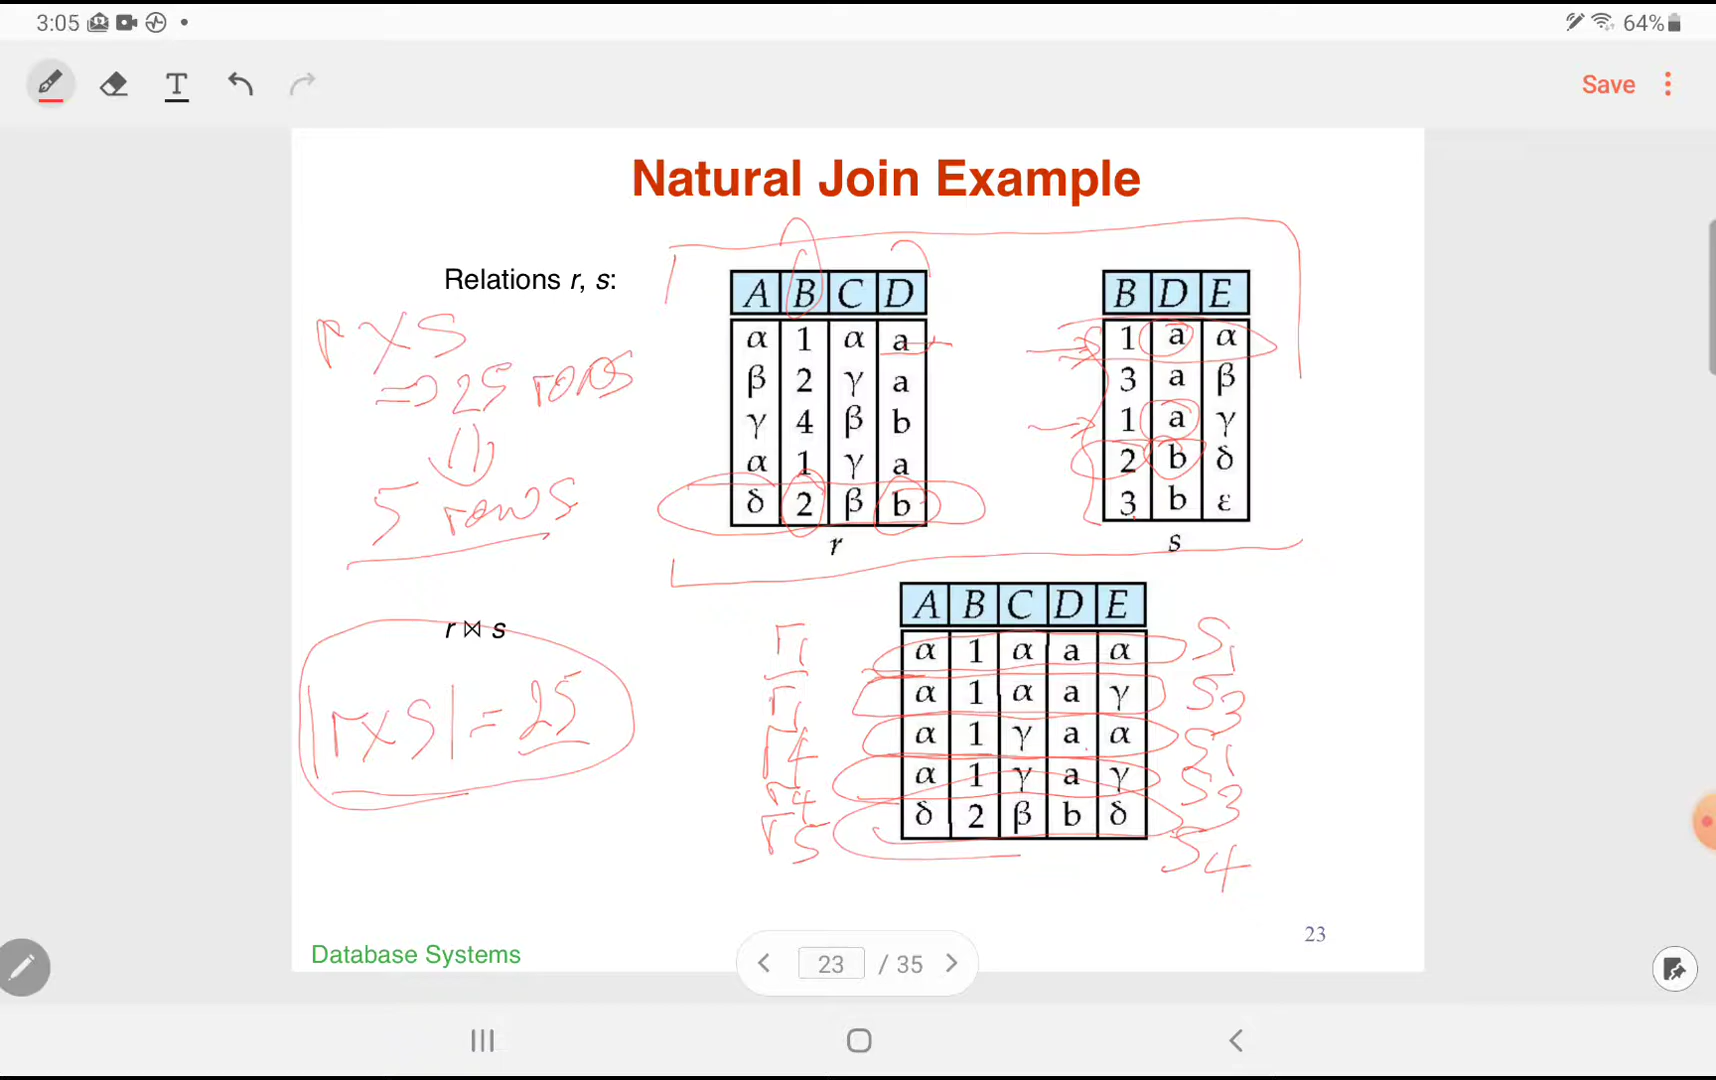 3:05
64%
T
Save
Natural Join Example
Relations r, s:
A B C D
α 1 α a
β 2 γ a
γ 4 β b
α 1 γ a
δ 2 β b
r
B D E
1 a α
3 a β
1 a γ
2 b δ
3 b ε
s
r × s
⇒ 25 rows
5 rows
r ⋈ s
|r×s| = 25
A B C D E
r1 α 1 α a α s1
r1 α 1 α a γ s3
r4 α 1 γ a α s1
r4 α 1 γ a γ s3
r5 δ 2 β b δ s4
23
Database Systems
23 / 35